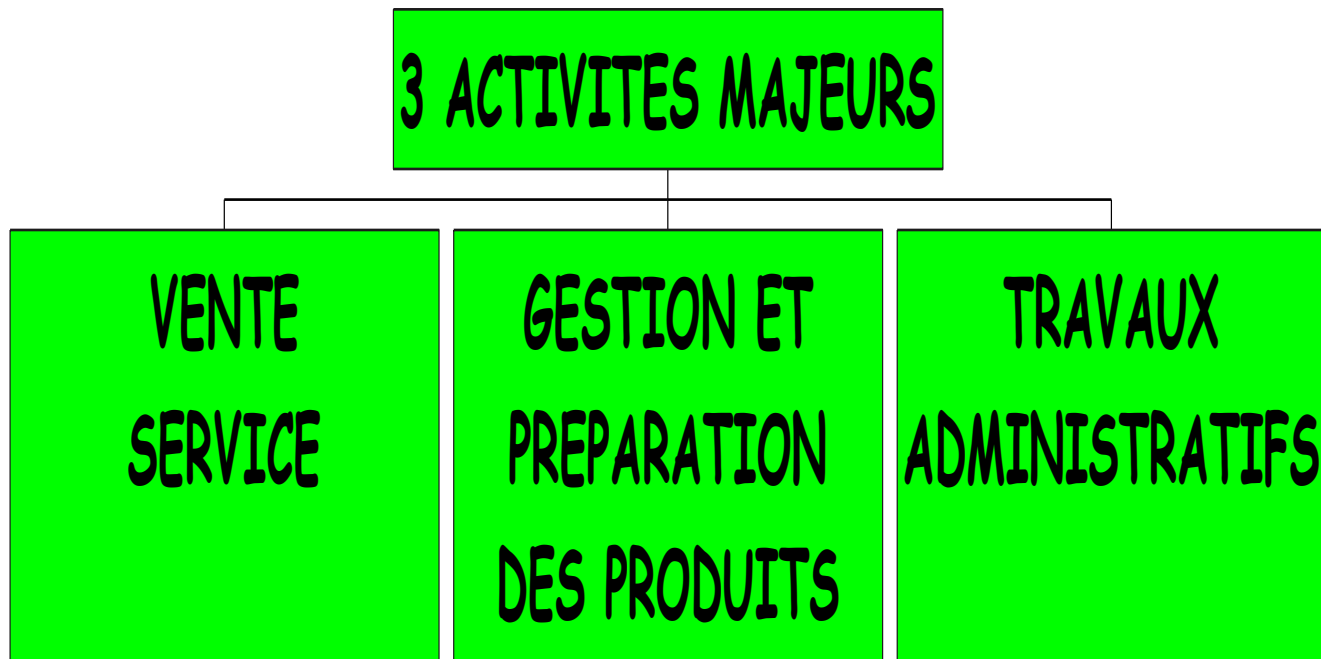 3 ACTIVITES MAJEURS
VENTE
SERVICE
GESTION ET
PREPARATION
DES PRODUITS
TRAVAUX
ADMINISTRATIFS